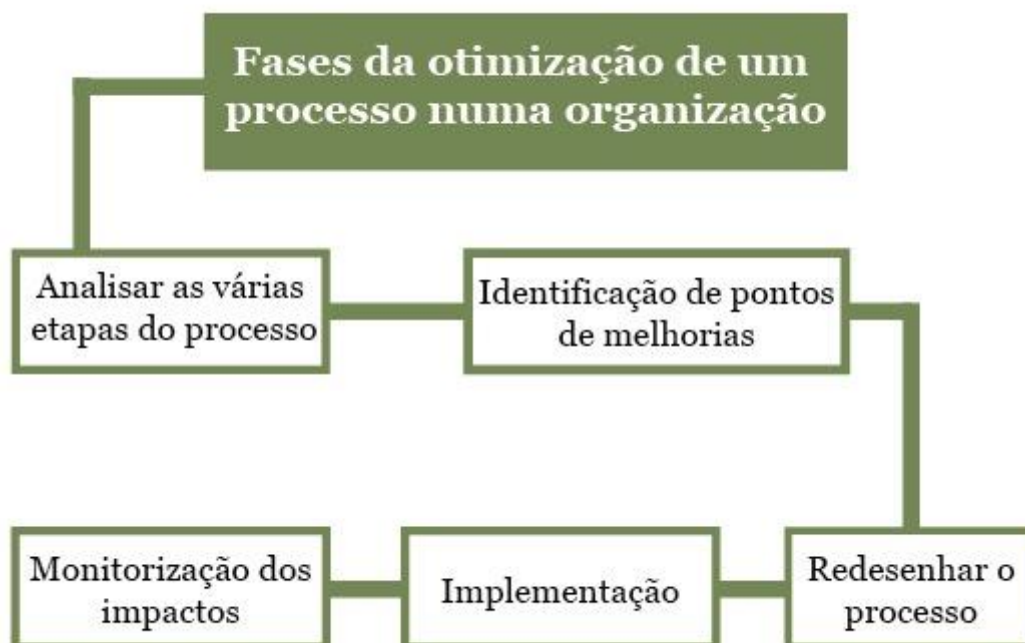 Fases da otimização de um
processo numa organização
Analisar as várias
etapas do processo
Identificação de pontos
de melhorias
Redesenhar o
processo
Implementação
Monitorização dos
impactos